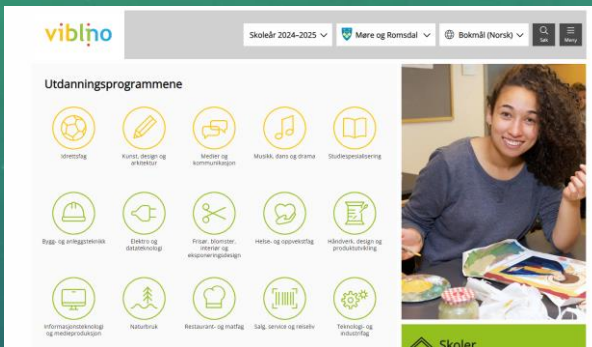 viblino
Skoleår 2024–2025
Møre og Romsdal
Bokmål (Norsk)
Søk
Meny
Utdanningsprogrammene
Idrettsfag
Kunst, design og
arkitektur
Medier og
kommunikasjon
Musikk, dans og drama
Studiespesialisering
Bygg- og anleggsteknikk
Elektro og
datateknologi
Frisør, blomster,
interiør og
eksponeringsdesign
Helse- og oppvekstfag
Håndverk, design og
produktutvikling
Informasjonsteknologi
og medieproduksjon
Naturbruk
Restaurant- og matfag
Salg, service og reiseliv
Teknologi- og
industrifag
Skoler